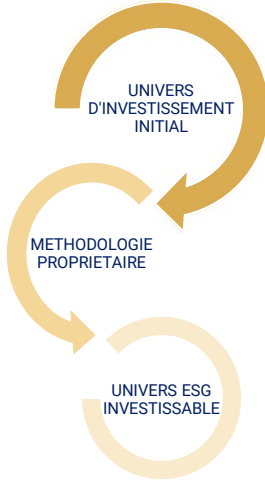 UNIVERS
D'INVESTISSEMENT
INITIAL
METHODOLOGIE
PROPRIETAIRE
UNIVERS ESG
INVESTISSABLE